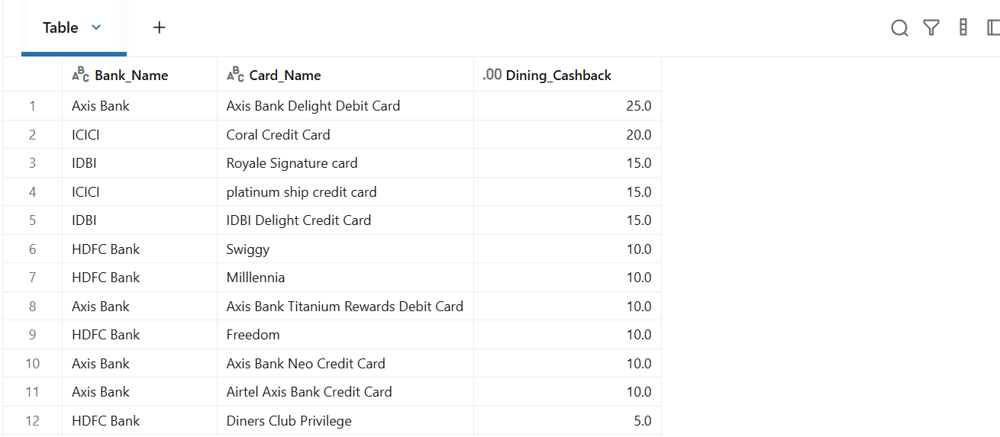 Table
Bank_Name Card_Name .00 Dining_Cashback
1 Axis Bank Axis Bank Delight Debit Card 25.0
2 ICICI Coral Credit Card 20.0
3 IDBI Royale Signature card 15.0
4 ICICI platinum ship credit card 15.0
5 IDBI IDBI Delight Credit Card 15.0
6 HDFC Bank Swiggy 10.0
7 HDFC Bank Milllennia 10.0
8 Axis Bank Axis Bank Titanium Rewards Debit Card 10.0
9 HDFC Bank Freedom 10.0
10 Axis Bank Axis Bank Neo Credit Card 10.0
11 Axis Bank Airtel Axis Bank Credit Card 10.0
12 HDFC Bank Diners Club Privilege 5.0